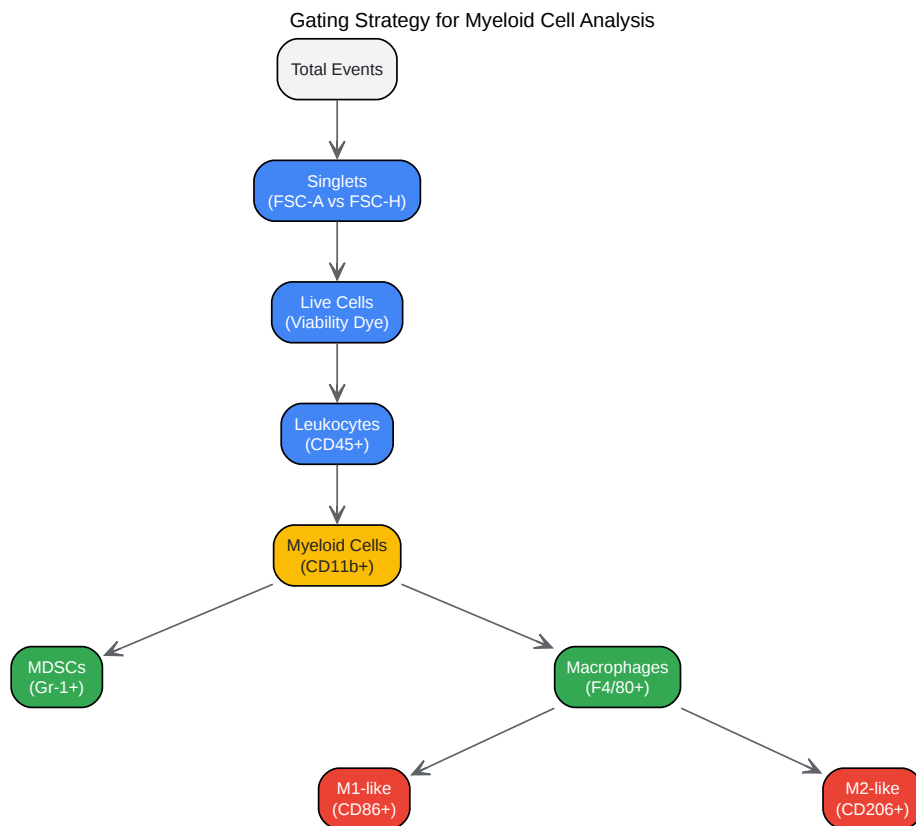 Gating Strategy for Myeloid Cell Analysis
Total Events
Singlets
(FSC-A vs FSC-H)
Live Cells
(Viability Dye)
Leukocytes
(CD45+)
Myeloid Cells
(CD11b+)
MDSCs
(Gr-1+)
Macrophages
(F4/80+)
M1-like
(CD86+)
M2-like
(CD206+)